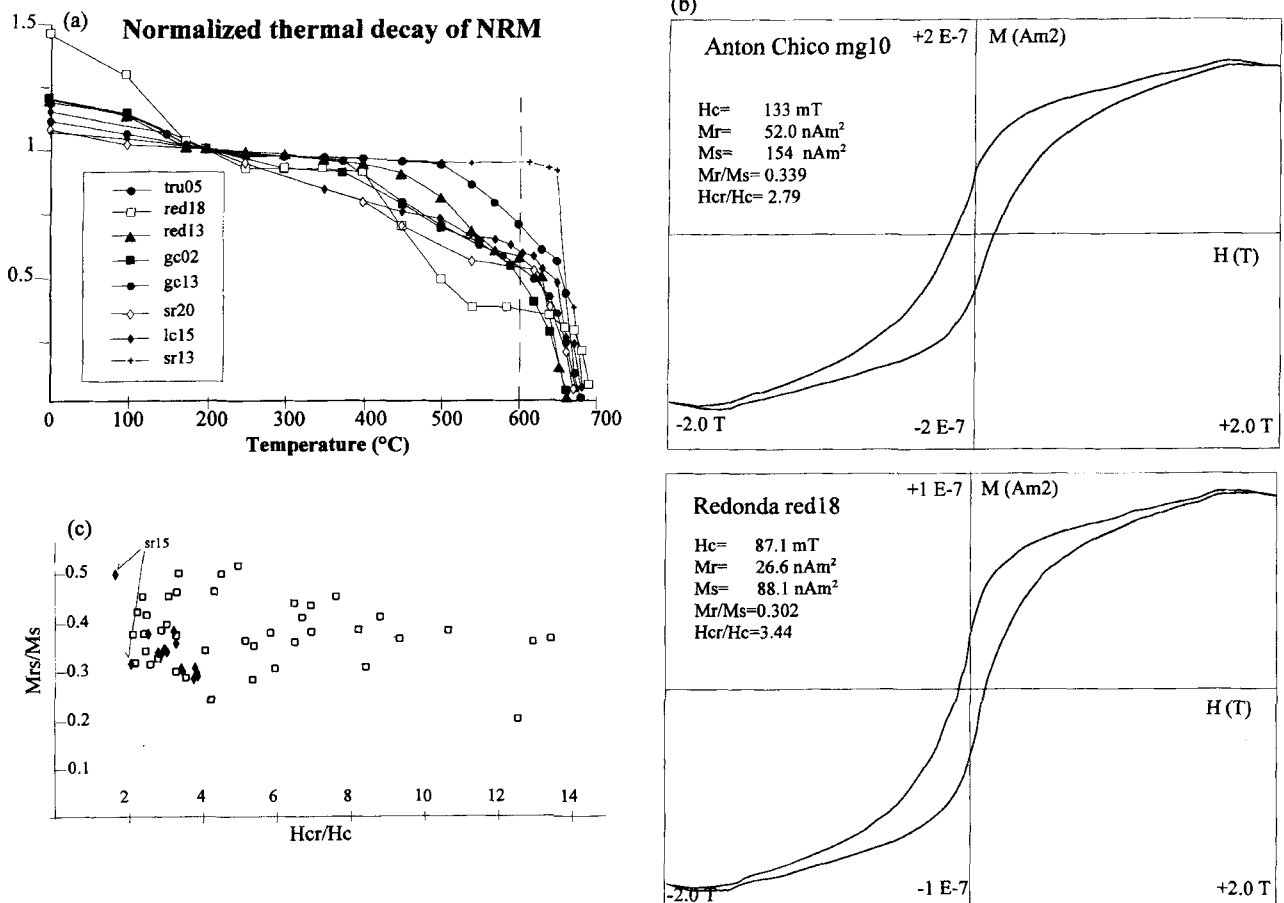 (a)
Normalized thermal decay of NRM
1.5
1
0.5
tru05
red18
red13
gc02
gc13
sr20
lc15
sr13
0 100 200 300 400 500 600 700
Temperature (°C)
(b)
Anton Chico mg10
+2 E-7 M (Am2)
Hc= 133 mT
Mr= 52.0 nAm²
Ms= 154 nAm²
Mr/Ms= 0.339
Hcr/Hc= 2.79
H (T)
-2.0 T -2 E-7 +2.0 T
Redonda red18
+1 E-7 M (Am2)
Hc= 87.1 mT
Mr= 26.6 nAm²
Ms= 88.1 nAm²
Mr/Ms=0.302
Hcr/Hc=3.44
H (T)
-2.0 T -1 E-7 +2.0 T
(c)
sr15
0.5
0.4
0.3
0.2
0.1
Mrs/Ms
2 4 6 8 10 12 14
Hcr/Hc